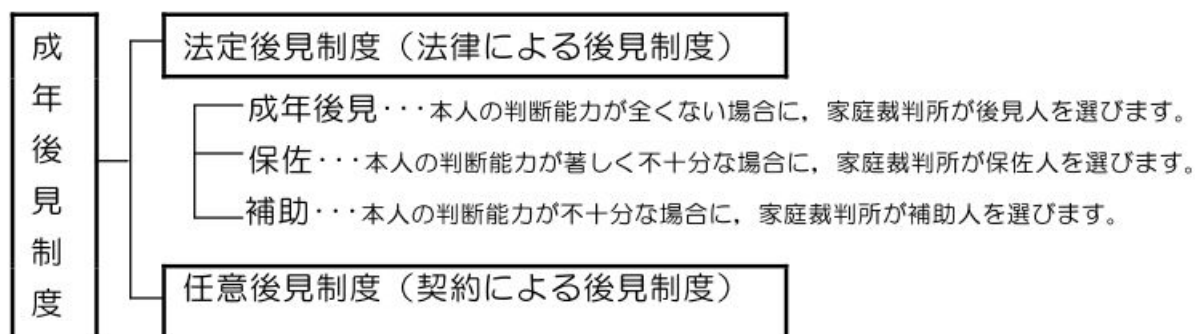 成年後見制度
法定後見制度（法律による後見制度）
成年後見･･･本人の判断能力が全くない場合に，家庭裁判所が後見人を選びます。
保佐･･･本人の判断能力が著しく不十分な場合に，家庭裁判所が保佐人を選びます。
補助･･･本人の判断能力が不十分な場合に，家庭裁判所が補助人を選びます。
任意後見制度（契約による後見制度）